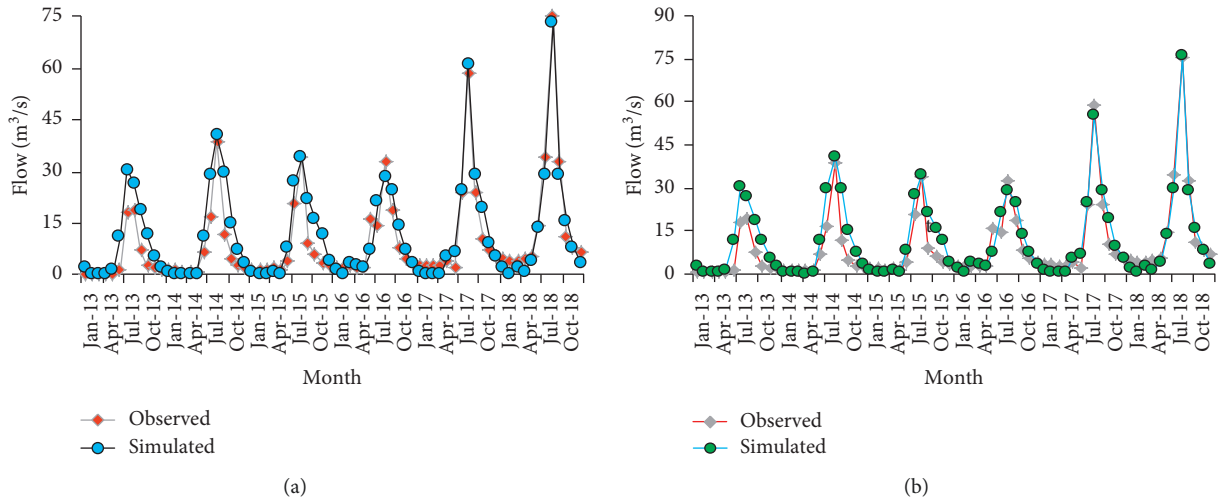 75
60
45
30
15
0
Flow (m³/s)
Jan-13
Apr-13
Jul-13
Oct-13
Jan-14
Apr-14
Jul-14
Oct-14
Jan-15
Apr-15
Jul-15
Oct-15
Jan-16
Apr-16
Jul-16
Oct-16
Jan-17
Apr-17
Jul-17
Oct-17
Jan-18
Apr-18
Jul-18
Oct-18
Month
Observed
Simulated
(a)
90
75
60
45
30
15
0
Flow (m³/s)
Jan-13
Apr-13
Jul-13
Oct-13
Jan-14
Apr-14
Jul-14
Oct-14
Jan-15
Apr-15
Jul-15
Oct-15
Jan-16
Apr-16
Jul-16
Oct-16
Jan-17
Apr-17
Jul-17
Oct-17
Jan-18
Apr-18
Jul-18
Oct-18
Month
Observed
Simulated
(b)